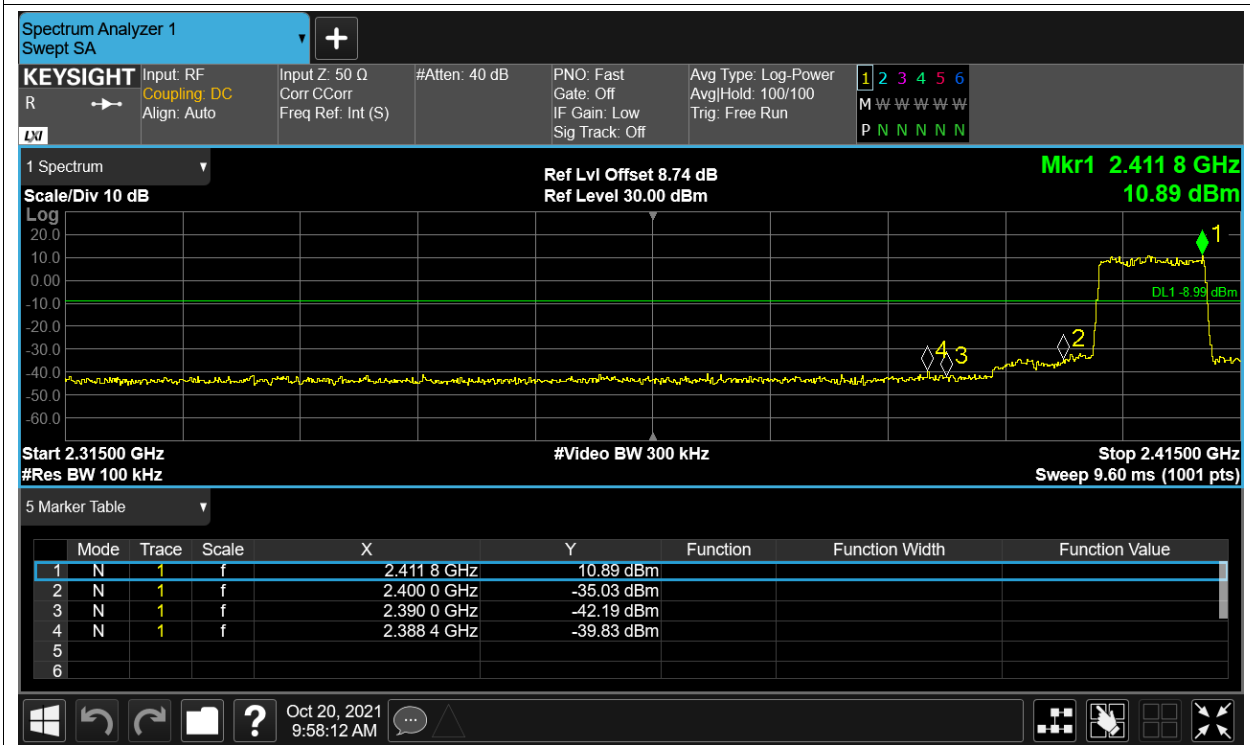 Spectrum Analyzer 1
Swept SA
KEYSIGHT
R
LXI
Input: RF
Coupling: DC
Align: Auto
Input Z: 50 Ω
Corr CCorr
Freq Ref: Int (S)
#Atten: 40 dB
PNO: Fast
Gate: Off
IF Gain: Low
Sig Track: Off
Avg Type: Log-Power
Avg|Hold: 100/100
Trig: Free Run
1 2 3 4 5 6
M W W W W W
P N N N N N
1 Spectrum
Scale/Div 10 dB
Ref Lvl Offset 8.74 dB
Ref Level 30.00 dBm
Mkr1 2.411 8 GHz
10.89 dBm
Log
20.0
10.0
0.00
-10.0
-20.0
-30.0
-40.0
-50.0
-60.0
1
DL1 -8.99 dBm
2
4 3
Start 2.31500 GHz
#Res BW 100 kHz
#Video BW 300 kHz
Stop 2.41500 GHz
Sweep 9.60 ms (1001 pts)
5 Marker Table
Mode Trace Scale X Y Function Function Width Function Value
1 N 1 f 2.411 8 GHz 10.89 dBm
2 N 1 f 2.400 0 GHz -35.03 dBm
3 N 1 f 2.390 0 GHz -42.19 dBm
4 N 1 f 2.388 4 GHz -39.83 dBm
5
6
?
Oct 20, 2021
9:58:12 AM